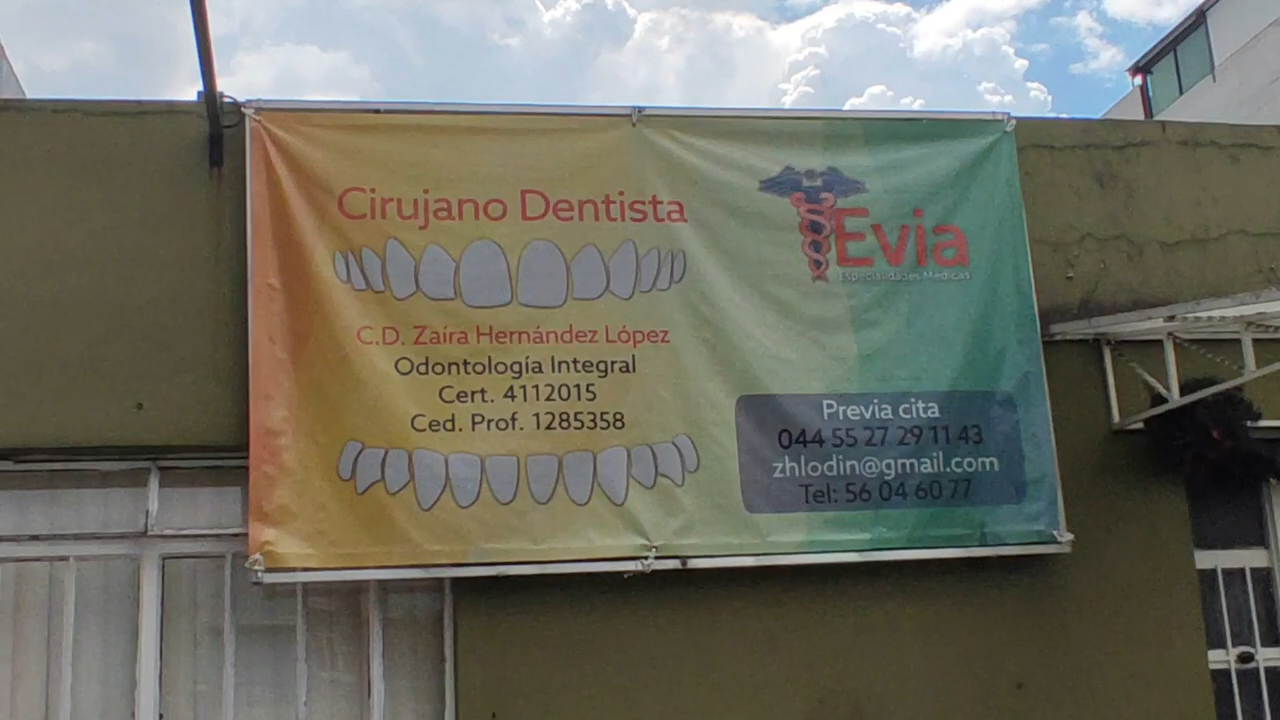 Cirujano Dentista
C.D. Zaíra Hernández López
Odontología Integral
Cert. 4112015
Ced. Prof. 1285358
Evia
Especialidades Médicas
Previa cita
044 55 27 29 11 43
zhlodin@gmail.com
Tel: 56 04 60 77